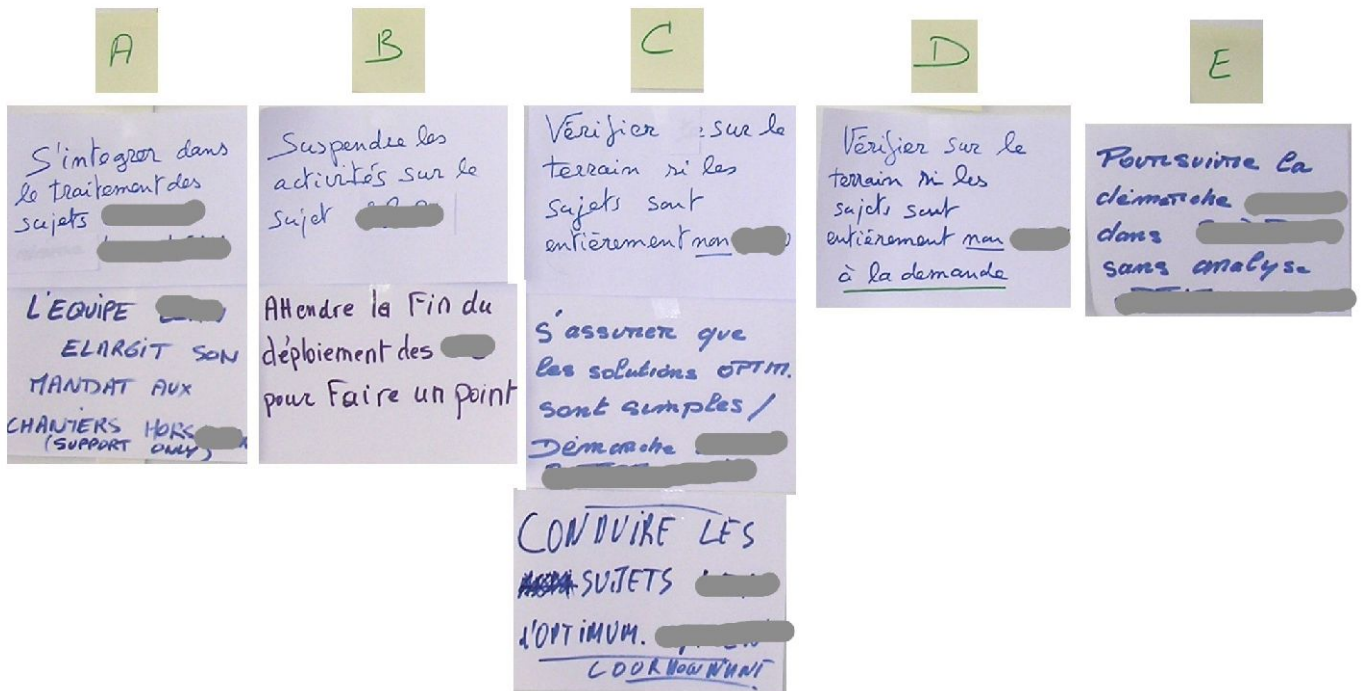 A
B
C
D
E
S'integrer dans
le traitement des
sujets
L'EQUIPE
ELARGIT SON
MANDAT AUX
CHANTIERS HORS
(SUPPORT ONLY)
Suspendre les
activités sur le
sujet
Attendre la Fin du
déploiement des
pour Faire un point
Vérifier : sur le
terrain si les
sujets sont
entièrement non
S'assurer que
les solutions OPTIM.
sont simples /
Démarche
CONDUIRE LES
SUJETS
d'OPTIMUM.
Vérifier sur le
terrain si les
sujets sont
entièrement non
à la demande
Poursuivre la
démarche
dans
sans analyse